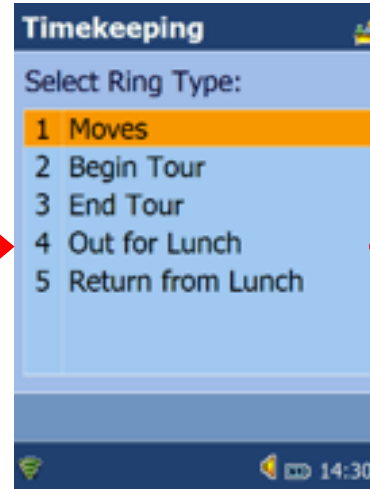 Timekeeping
Select Ring Type:
1 Moves
2 Begin Tour
3 End Tour
4 Out for Lunch
5 Return from Lunch
14:30